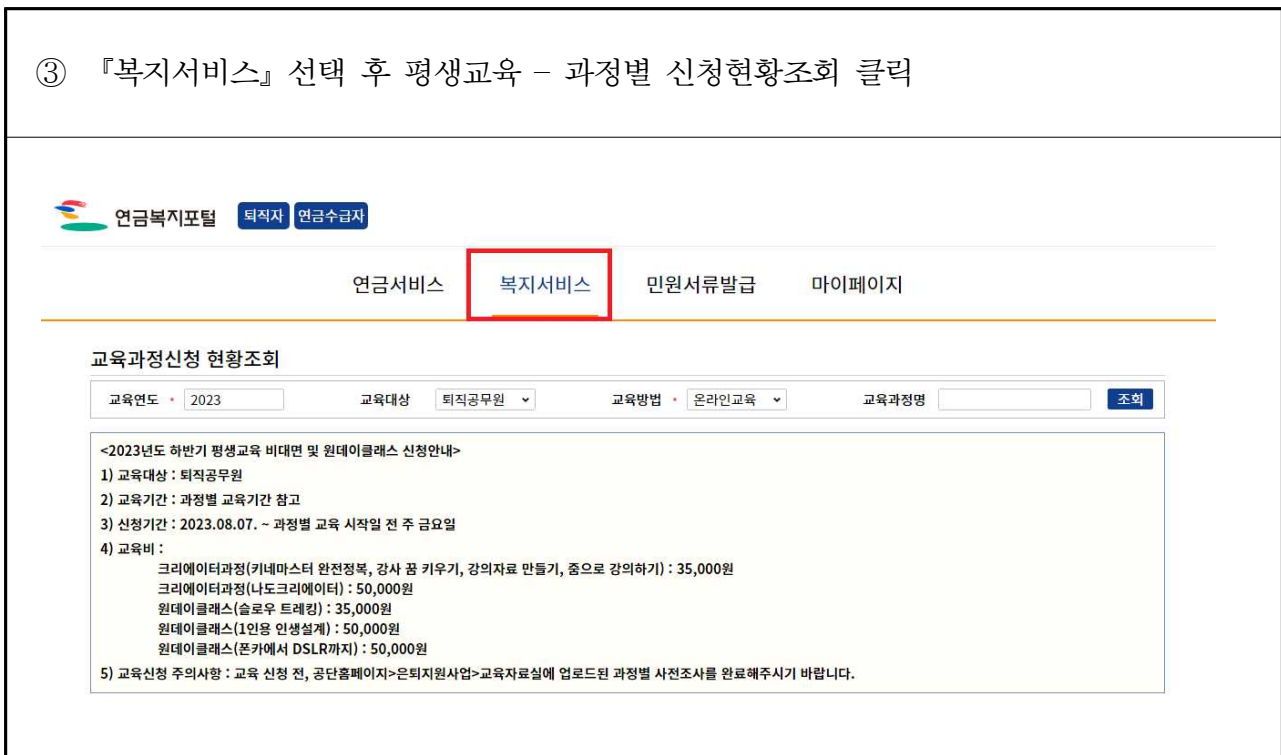 ③ 『복지서비스』 선택 후 평생교육 – 과정별 신청현황조회 클릭
연금복지포털 퇴직자 연금수급자
연금서비스 복지서비스 민원서류발급 마이페이지
교육과정신청 현황조회
교육연도 • 2023 교육대상 퇴직공무원 교육방법 • 온라인교육 교육과정명 조회
<2023년도 하반기 평생교육 비대면 및 원데이클래스 신청안내>
1) 교육대상 : 퇴직공무원
2) 교육기간 : 과정별 교육기간 참고
3) 신청기간 : 2023.08.07. ~ 과정별 교육 시작일 전 주 금요일
4) 교육비 :
크리에이터과정(키네마스터 완전정복, 강사 꿈 키우기, 강의자료 만들기, 줌으로 강의하기) : 35,000원
크리에이터과정(나도크리에이터) : 50,000원
원데이클래스(슬로우 트레킹) : 35,000원
원데이클래스(1인용 인생설계) : 50,000원
원데이클래스(폰카에서 DSLR까지) : 50,000원
5) 교육신청 주의사항 : 교육 신청 전, 공단홈페이지>은퇴지원사업>교육자료실에 업로드된 과정별 사전조사를 완료해주시기 바랍니다.